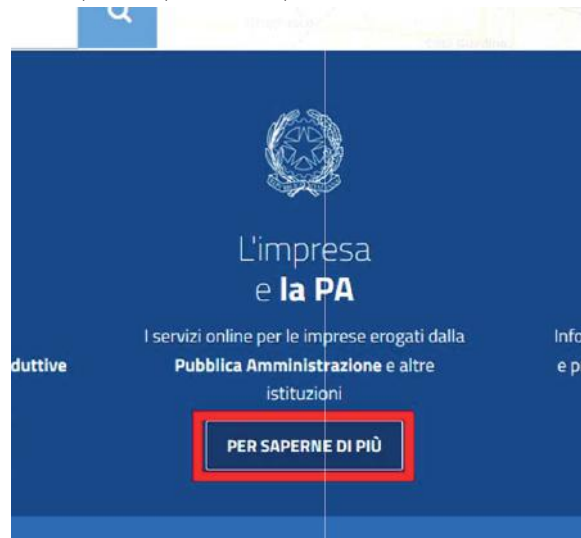 L'impresa
e la PA
I servizi online per le imprese erogati dalla
Pubblica Amministrazione e altre
istituzioni
PER SAPERNE DI PIÙ
duttive
Info
e p